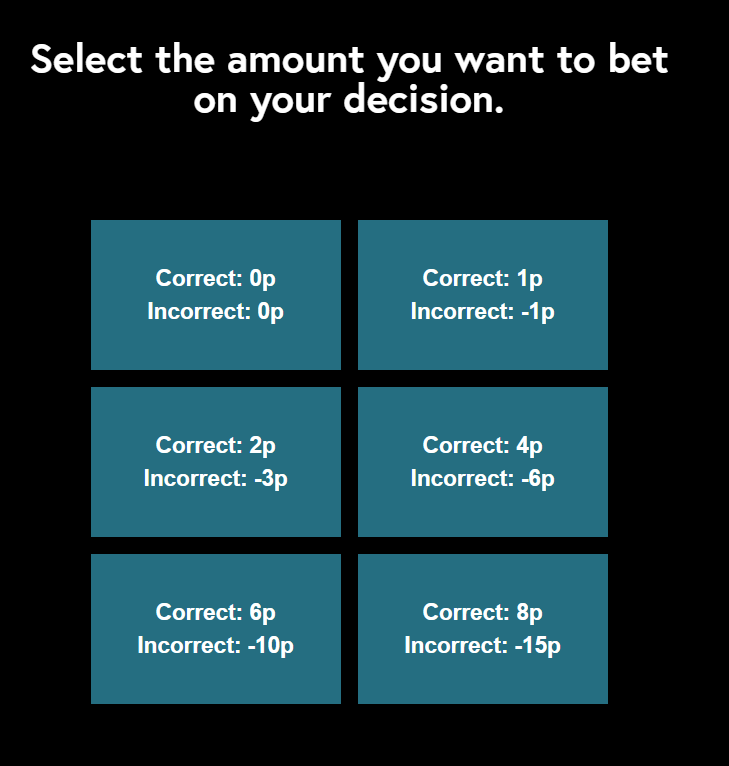 Select the amount you want to bet
on your decision.
Correct: 0p
Incorrect: 0p
Correct: 1p
Incorrect: -1p
Correct: 2p
Incorrect: -3p
Correct: 4p
Incorrect: -6p
Correct: 6p
Incorrect: -10p
Correct: 8p
Incorrect: -15p